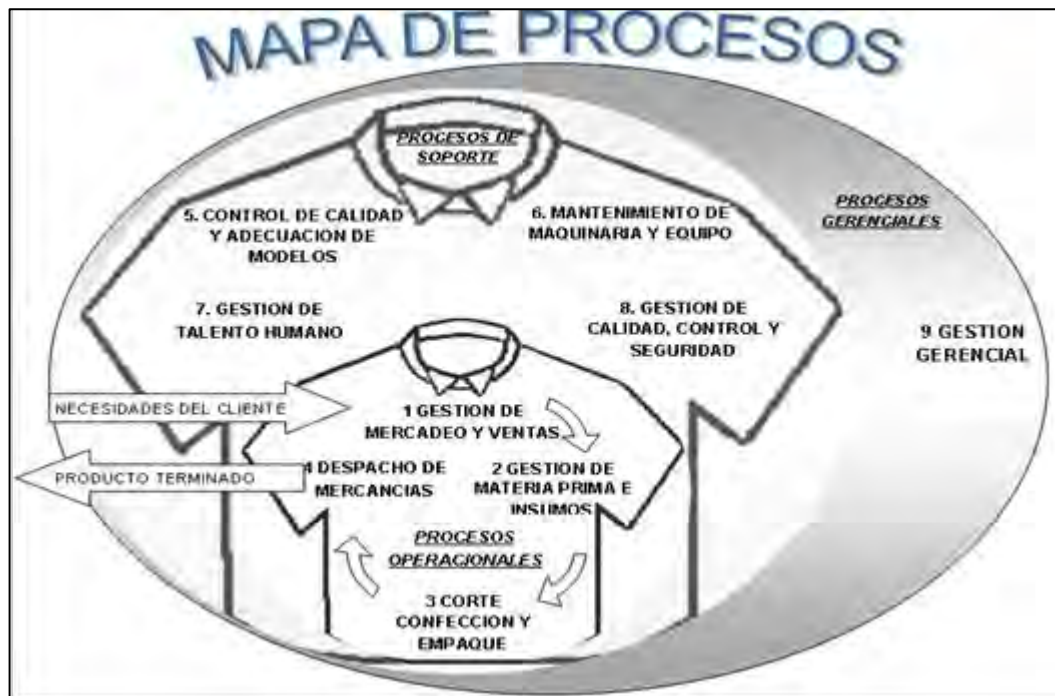 MAPA DE PROCESOS
PROCESOS DE
SOPORTE
5. CONTROL DE CALIDAD
Y ADECUACION DE
MODELOS
6. MANTENIMIENTO DE
MAQUINARIA Y EQUIPO
PROCESOS
GERENCIALES
7. GESTION DE
TALENTO HUMANO
8. GESTION DE
CALIDAD, CONTROL Y
SEGURIDAD
9 GESTION
GERENCIAL
NECESIDADES DEL CLIENTE
1 GESTION DE
MERCADEO Y VENTAS
PRODUCTO TERMINADO
4 DESPACHO DE
MERCANCIAS
2 GESTION DE
MATERIA PRIMA E
INSUMOS
PROCESOS
OPERACIONALES
3 CORTE
CONFECCION Y
EMPAQUE